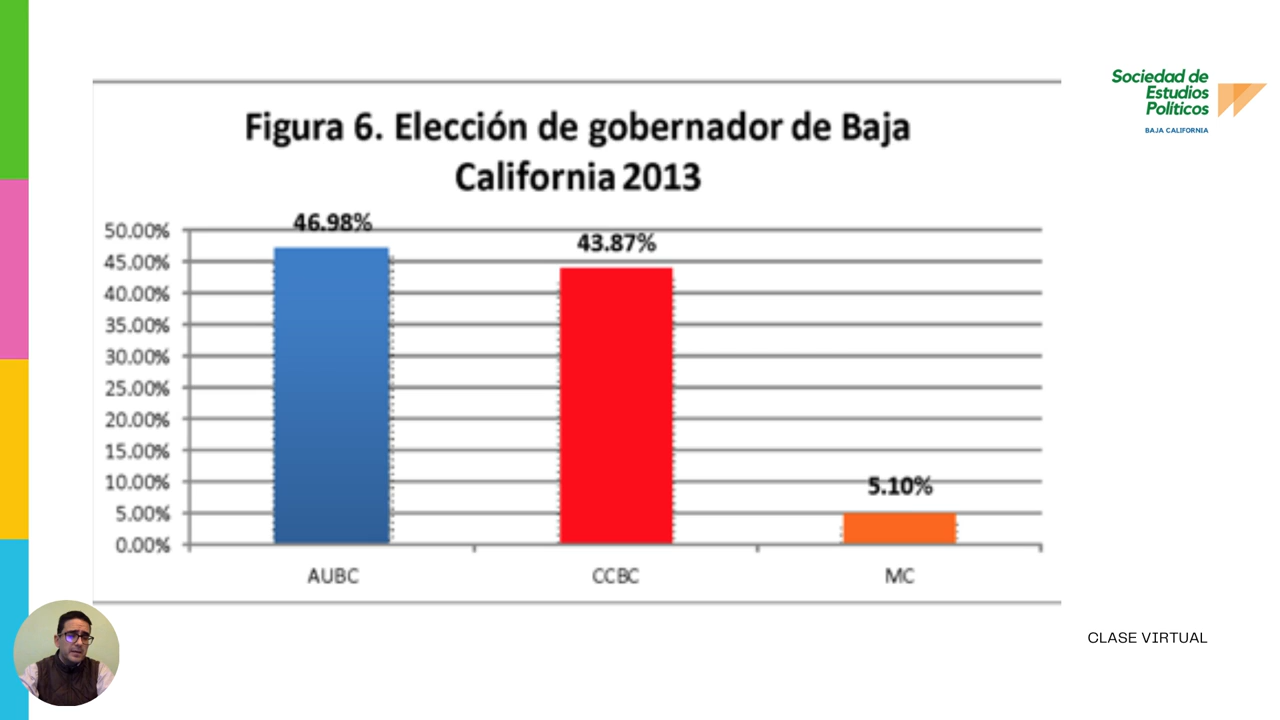 Sociedad de
Estudios
Políticos
BAJA CALIFORNIA
Figura 6. Elección de gobernador de Baja
California 2013
50.00%
45.00%
40.00%
35.00%
30.00%
25.00%
20.00%
15.00%
10.00%
5.00%
0.00%
46.98%
43.87%
5.10%
AUBC
CCBC
MC
CLASE VIRTUAL